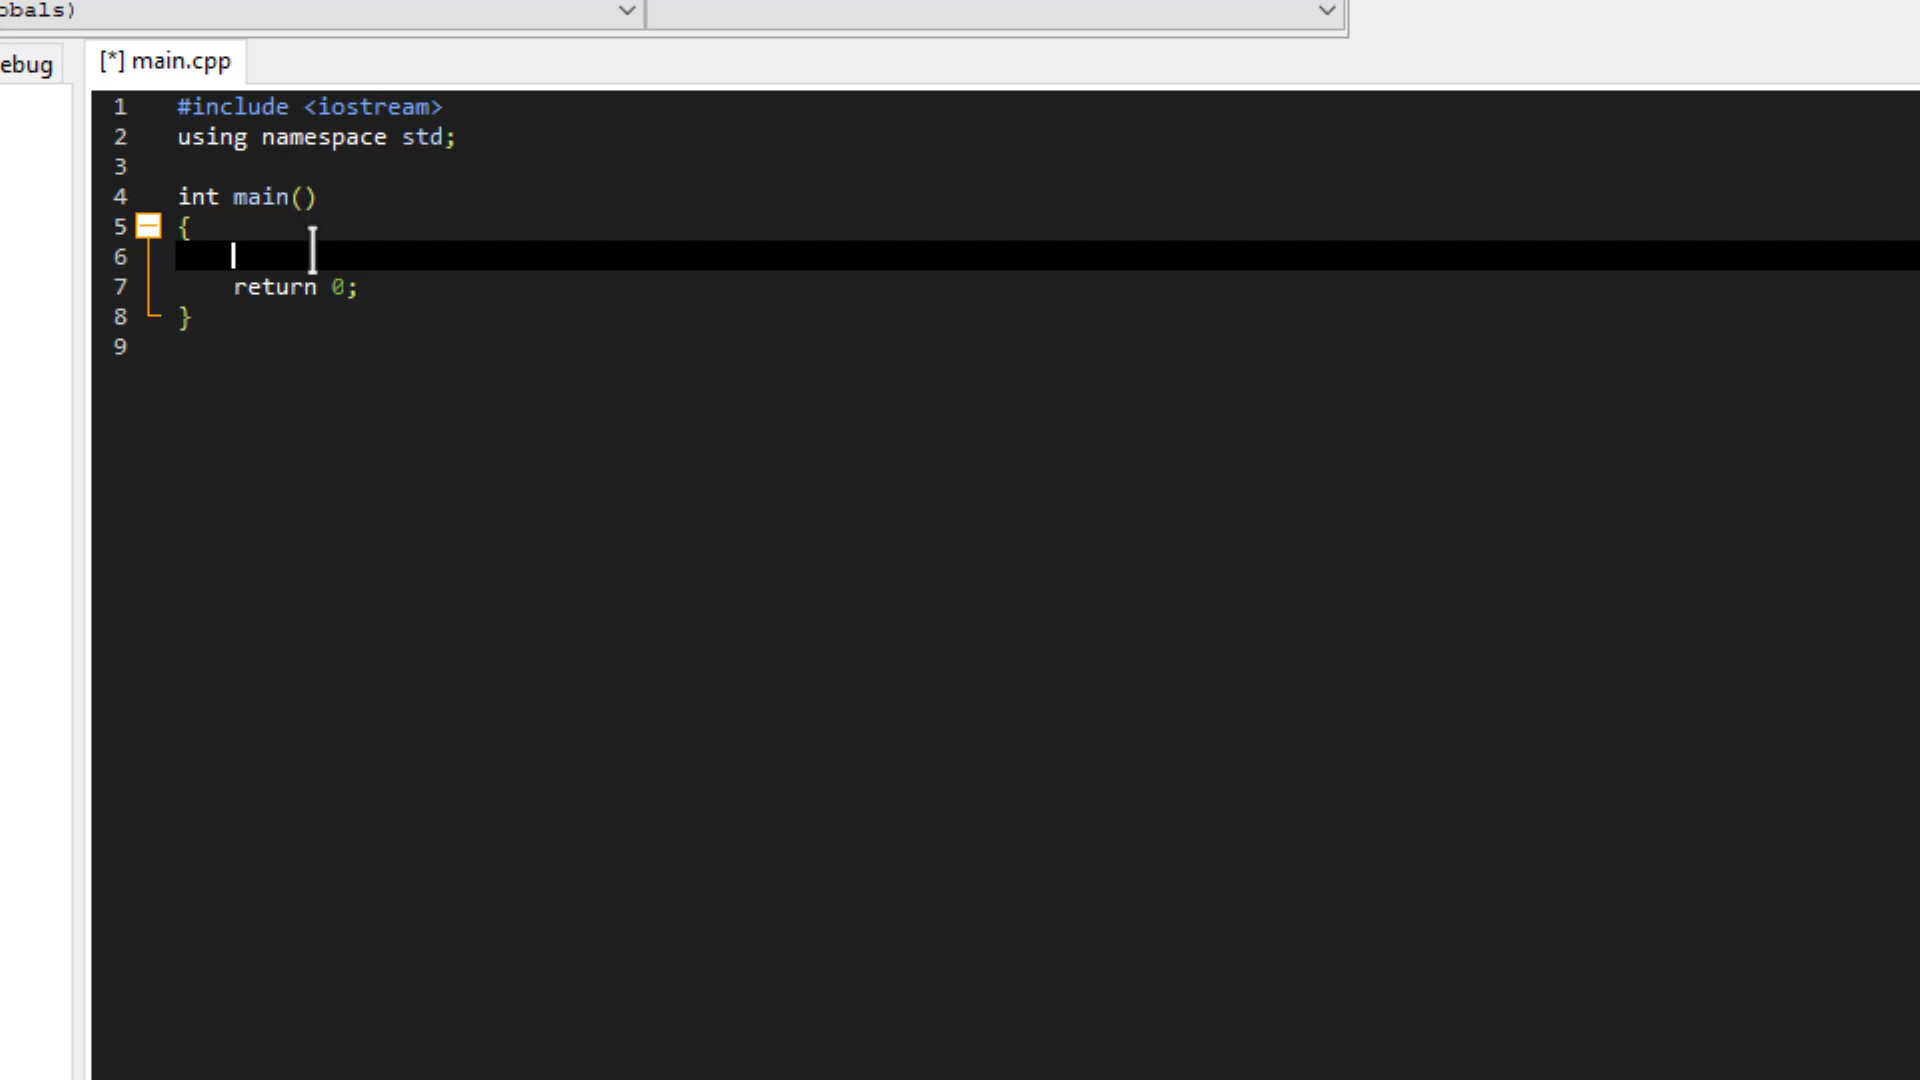 obals)
ebug
[*] main.cpp
1 #include <iostream>
2 using namespace std;
3
4 int main()
5 {
6
7 return 0;
8 }
9